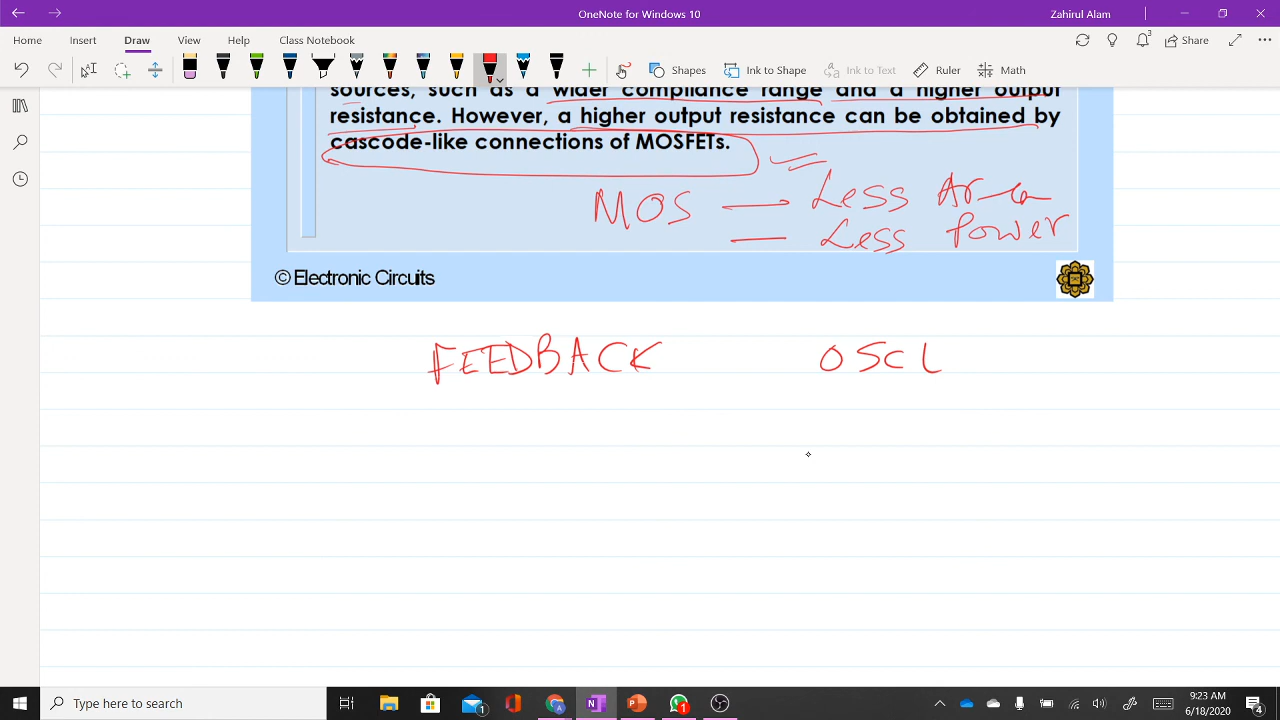 OneNote for Windows 10
Zahirul Alam
Home Insert Draw View Help Class Notebook
Share
Shapes Ink to Shape Ink to Text Ruler Math
sources, such as a wider compliance range and a higher output
resistance. However, a higher output resistance can be obtained by
cascode-like connections of MOSFETs.
MOS — Less Area
— Less Power
© Electronic Circuits
FEEDBACK OSCL
Type here to search
1
1
9:23 AM
6/18/2020
4